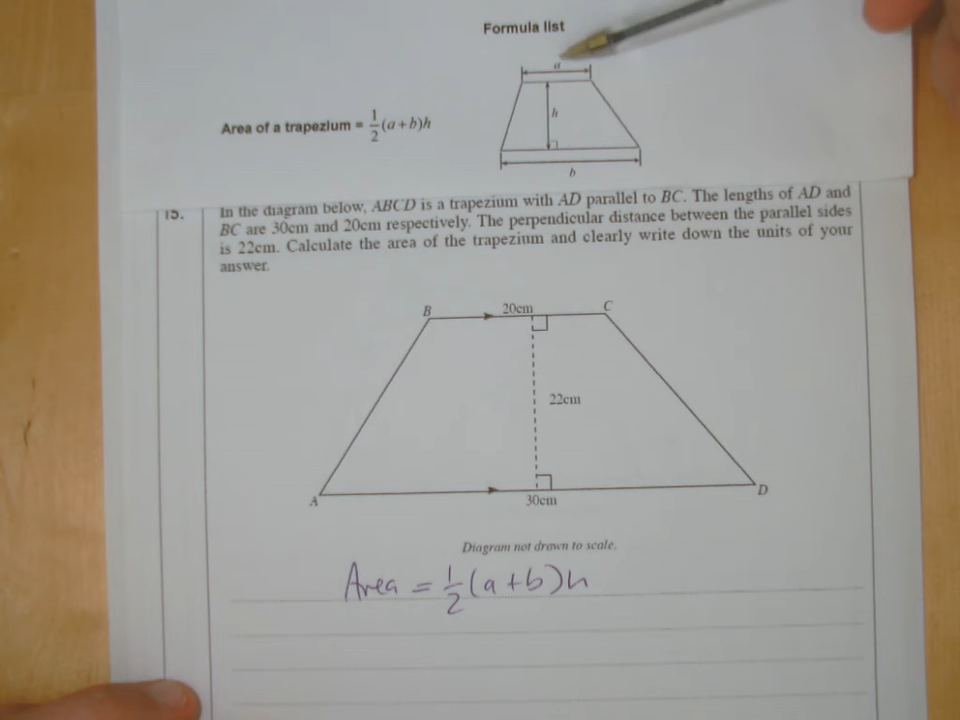 Formula list
a
Area of a trapezium = 1/2 (a+b)h
h
b
15. In the diagram below, ABCD is a trapezium with AD parallel to BC. The lengths of AD and
BC are 30cm and 20cm respectively. The perpendicular distance between the parallel sides
is 22cm. Calculate the area of the trapezium and clearly write down the units of your
answer.
B 20cm C
22cm
A 30cm D
Diagram not drawn to scale.
Area = 1/2 (a+b)h